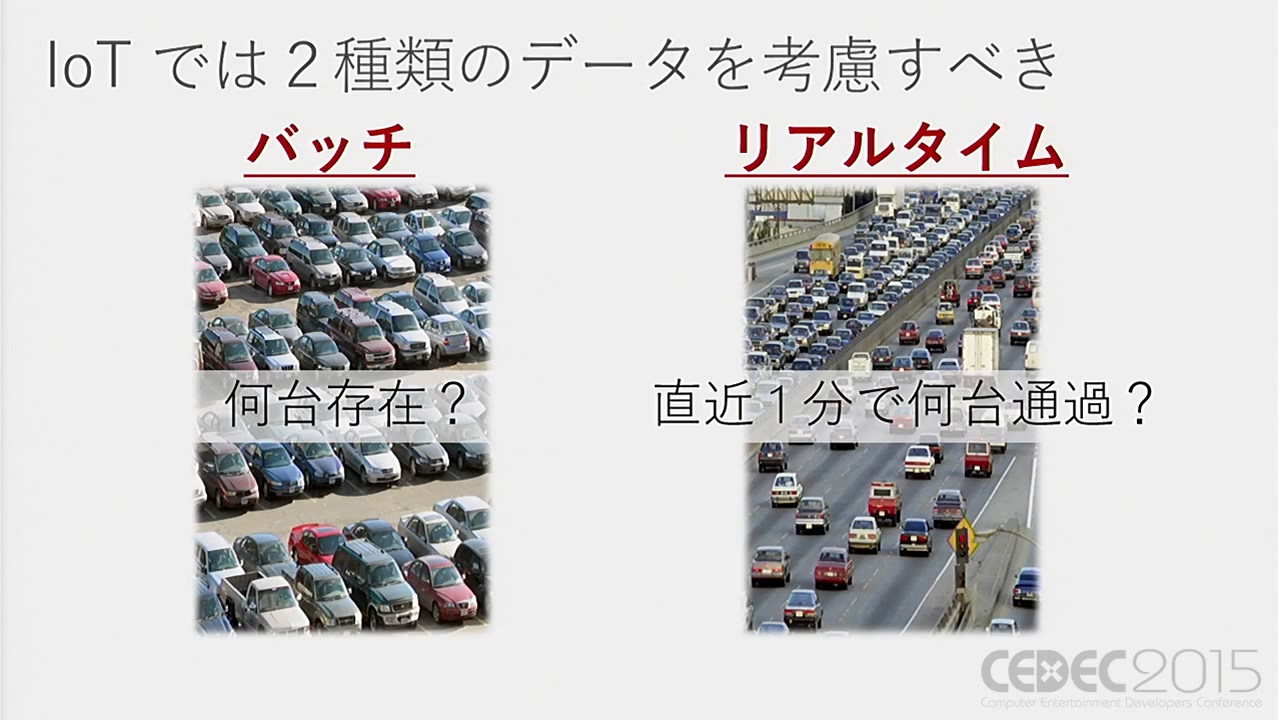 IoT では２種類のデータを考慮すべき
バッチ
リアルタイム
何台存在？
直近１分で何台通過？
CEDEC2015
Computer Entertainment Developers Conference